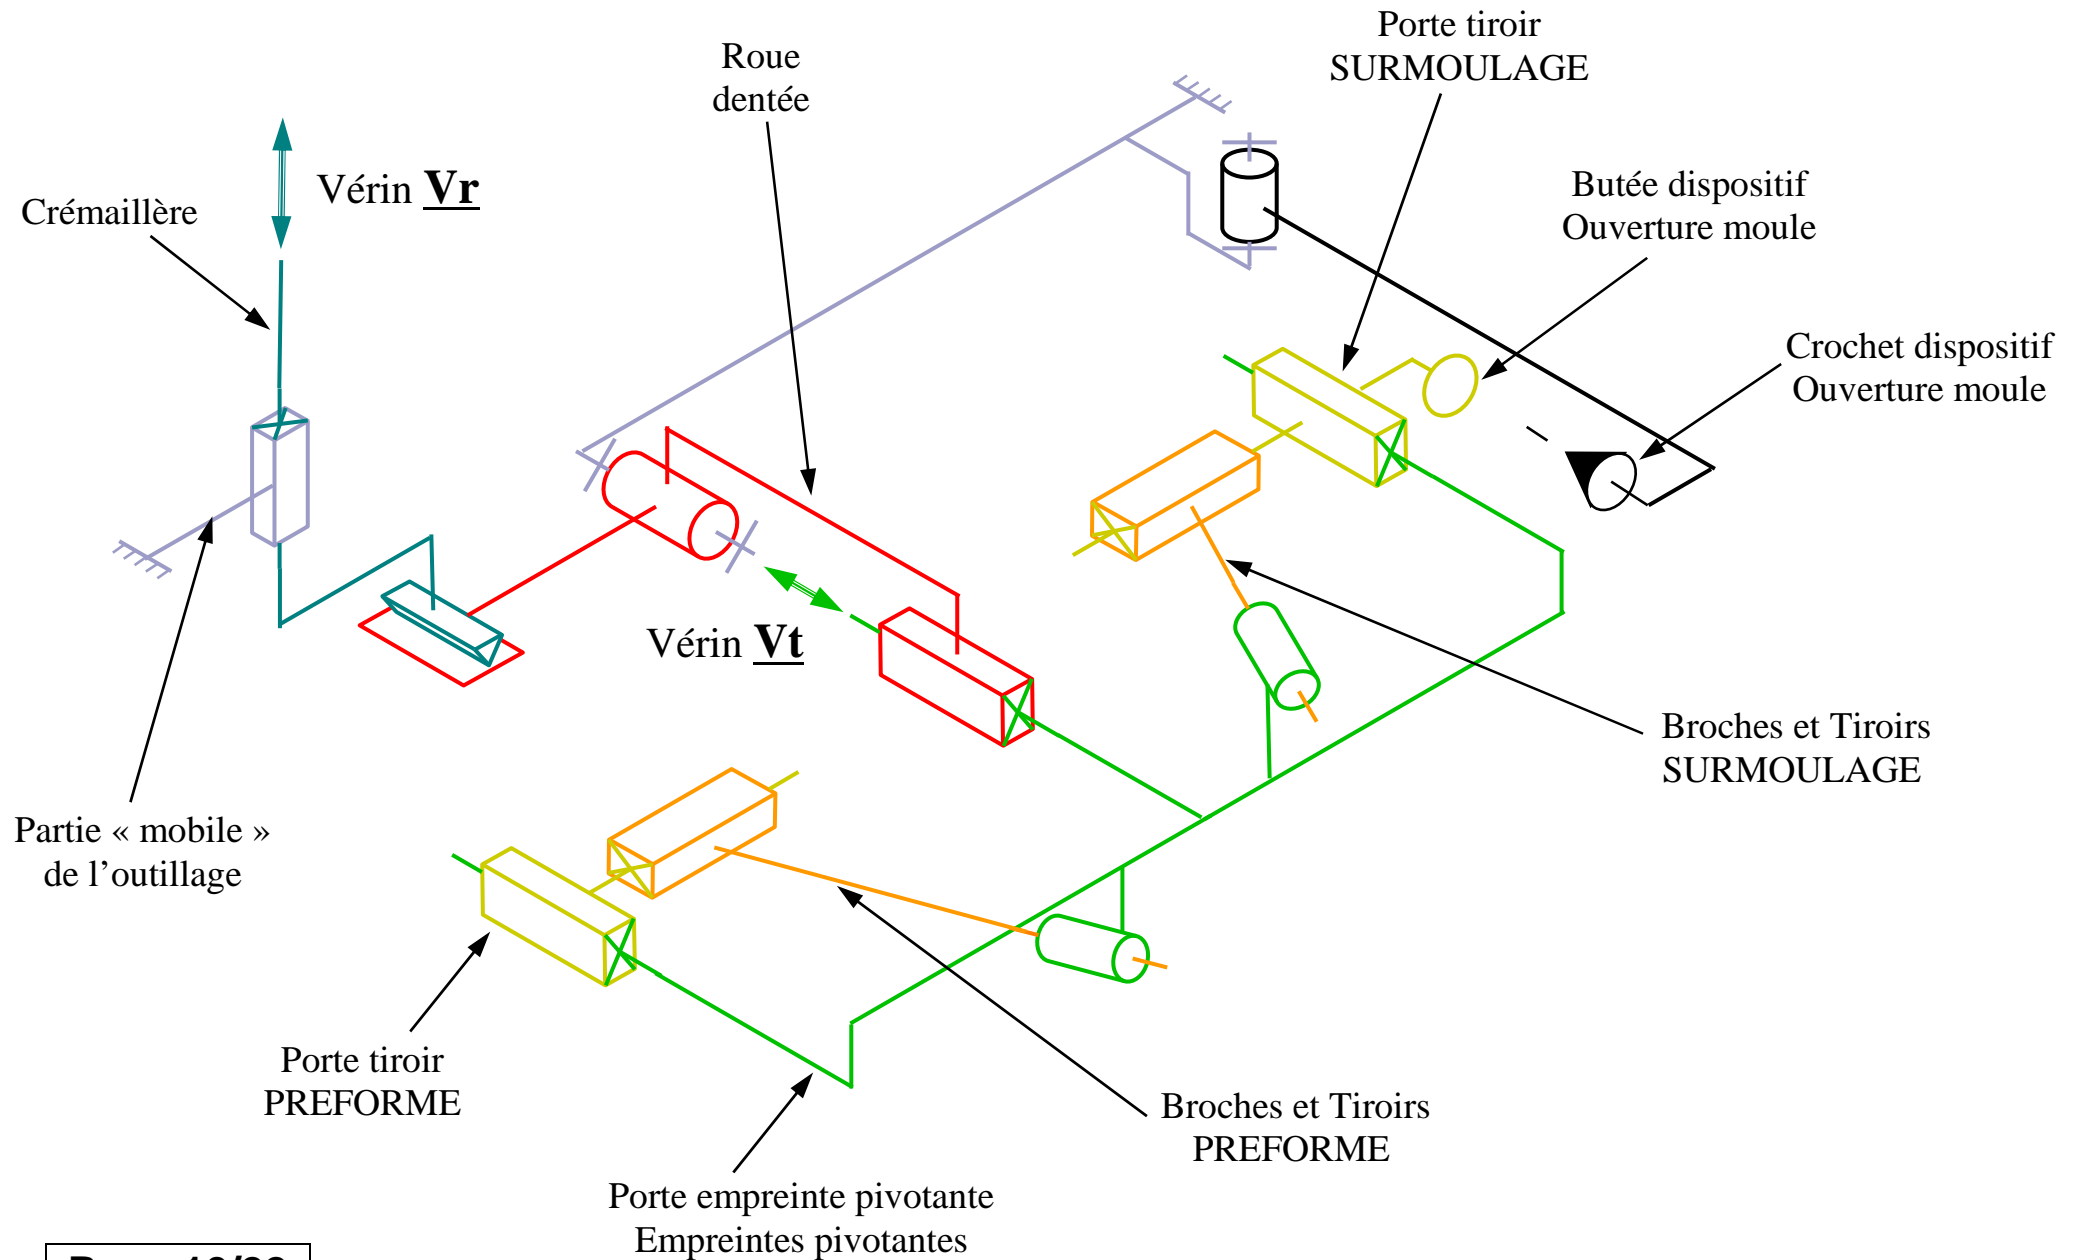 Porte tiroir
SURMOULAGE
Roue
dentée
Vérin Vr
Crémaillère
Butée dispositif
Ouverture moule
Crochet dispositif
Ouverture moule
Vérin Vt
Broches et Tiroirs
SURMOULAGE
Partie « mobile »
de l’outillage
Porte tiroir
PREFORME
Broches et Tiroirs
PREFORME
Porte empreinte pivotante
Empreintes pivotantes